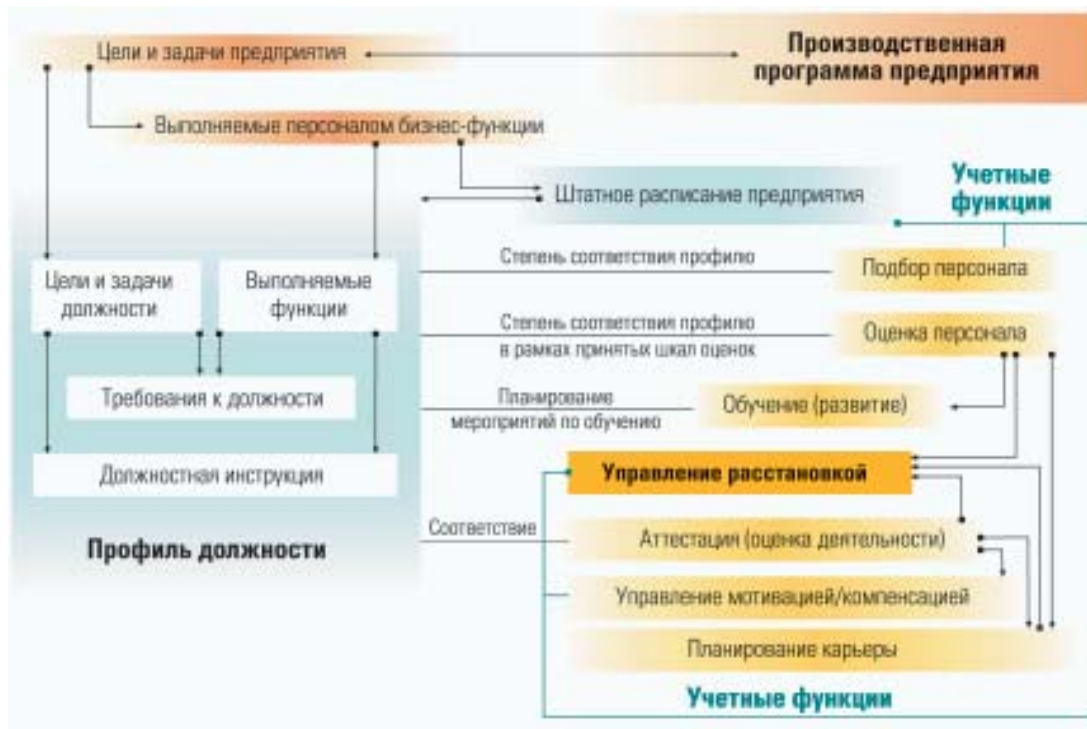 Цели и задачи предприятия
Производственная
программа предприятия
Выполняемые персоналом бизнес-функции
Учетные
функции
Штатное расписание предприятия
Цели и задачи
должности
Выполняемые
функции
Степень соответствия профилю
Подбор персонала
Степень соответствия профилю
в рамках принятых шкал оценок
Оценка персонала
Требования к должности
Планирование
мероприятий по обучению
Обучение (развитие)
Должностная инструкция
Управление расстановкой
Профиль должности
Соответствие
Аттестация (оценка деятельности)
Управление мотивацией/компенсацией
Планирование карьеры
Учетные функции